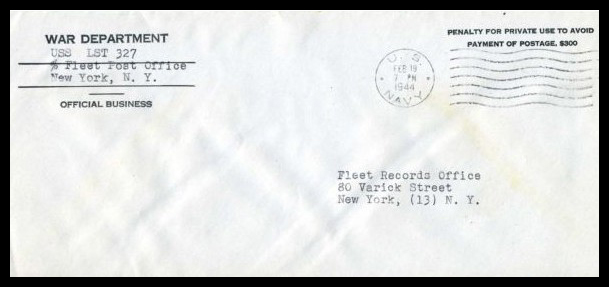 WAR DEPARTMENT
USS LST 327
% Fleet Post Office
New York, N. Y.
OFFICIAL BUSINESS
PENALTY FOR PRIVATE USE TO AVOID
PAYMENT OF POSTAGE, $300
U.S.
FEB 19
7 PM
1944
NAVY
Fleet Records Office
80 Varick Street
New York, (13) N. Y.